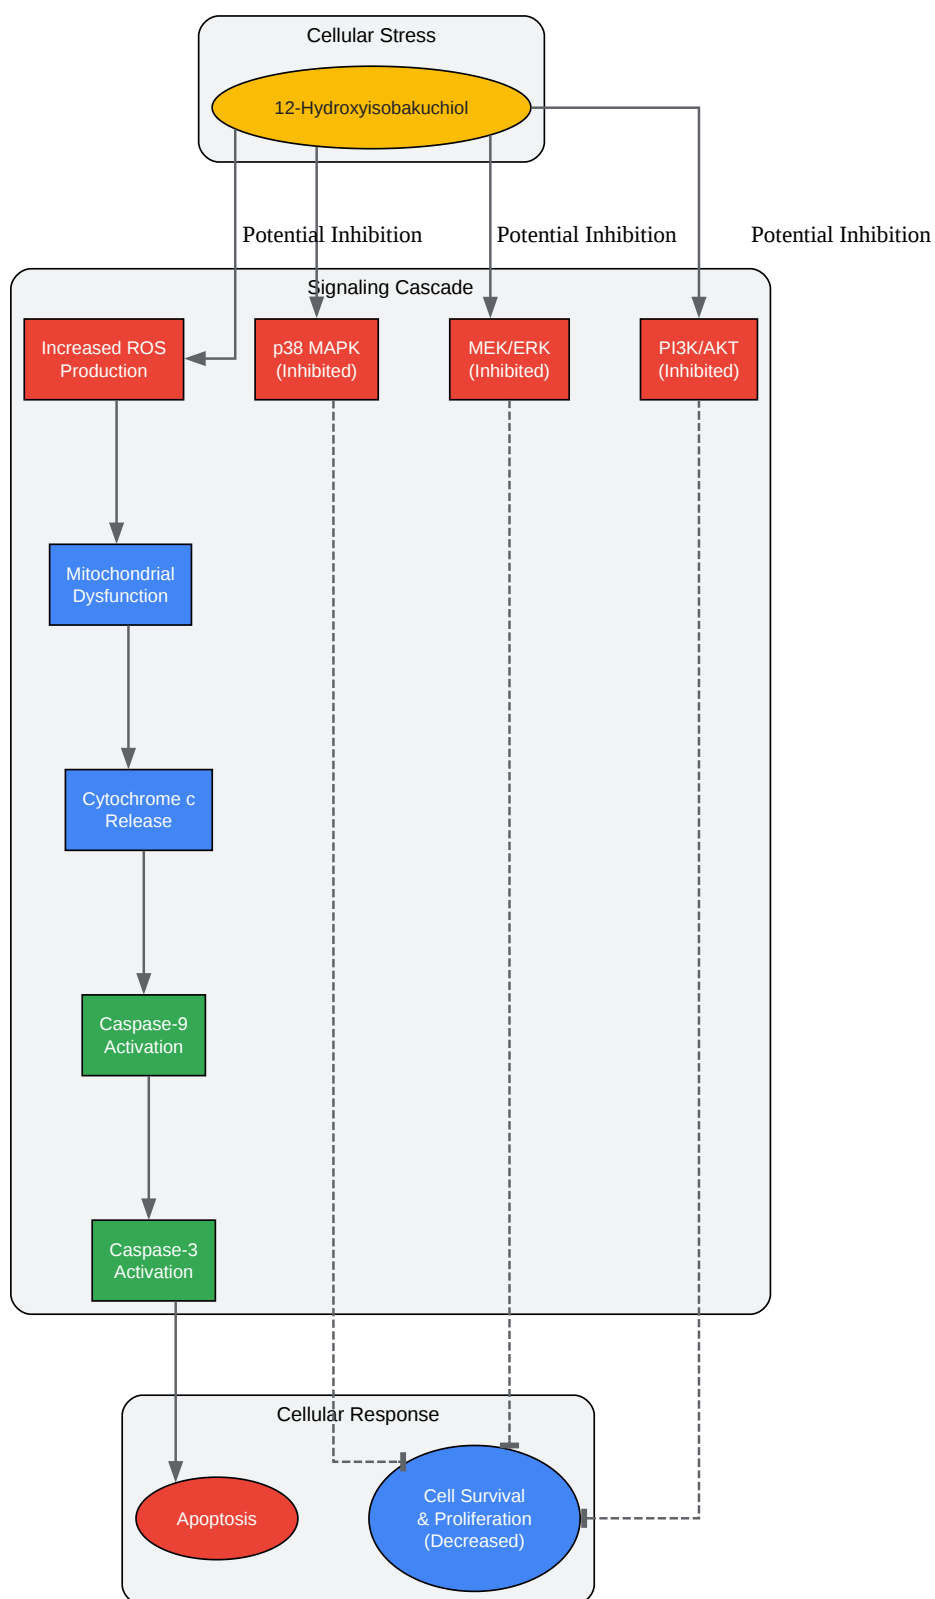 Cellular Stress
12-Hydroxyisobakuchiol
Potential Inhibition
Potential Inhibition
Potential Inhibition
Signaling Cascade
Increased ROS
Production
p38 MAPK
(Inhibited)
MEK/ERK
(Inhibited)
PI3K/AKT
(Inhibited)
Mitochondrial
Dysfunction
Cytochrome c
Release
Caspase-9
Activation
Caspase-3
Activation
Cellular Response
Apoptosis
Cell Survival
& Proliferation
(Decreased)